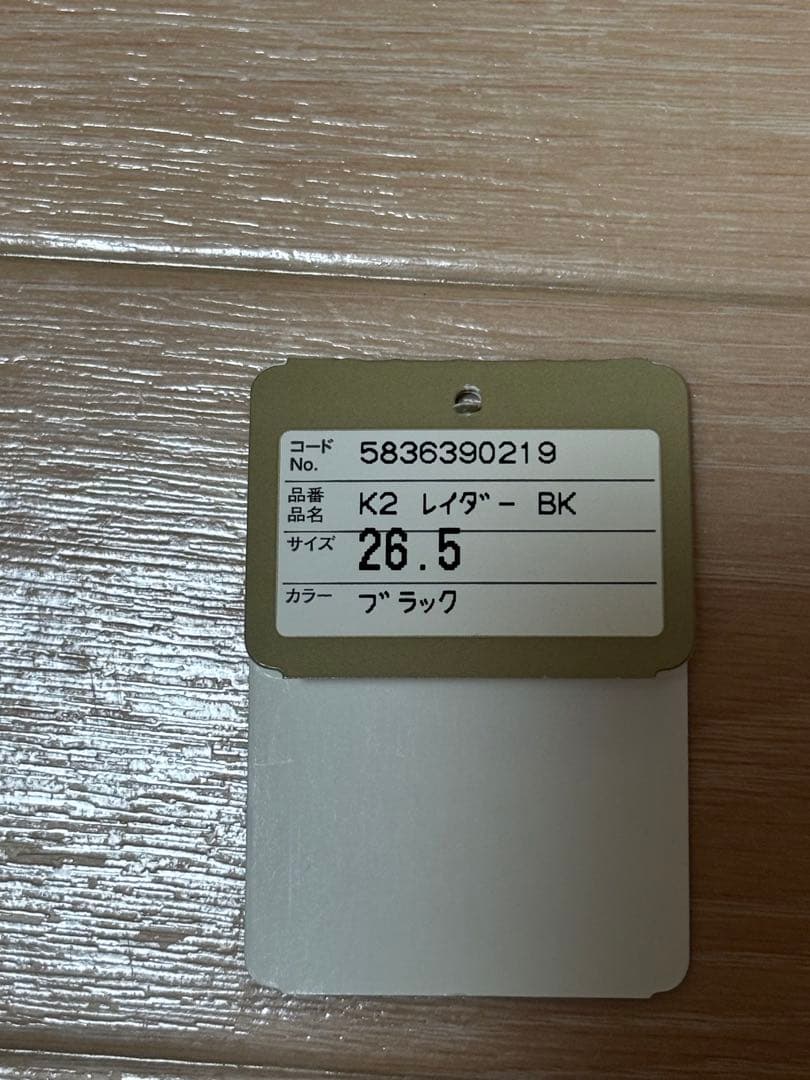 コード No. 5836390219
品番 品名 K2 レイダー BK
サイズ 26.5
カラー ブラック